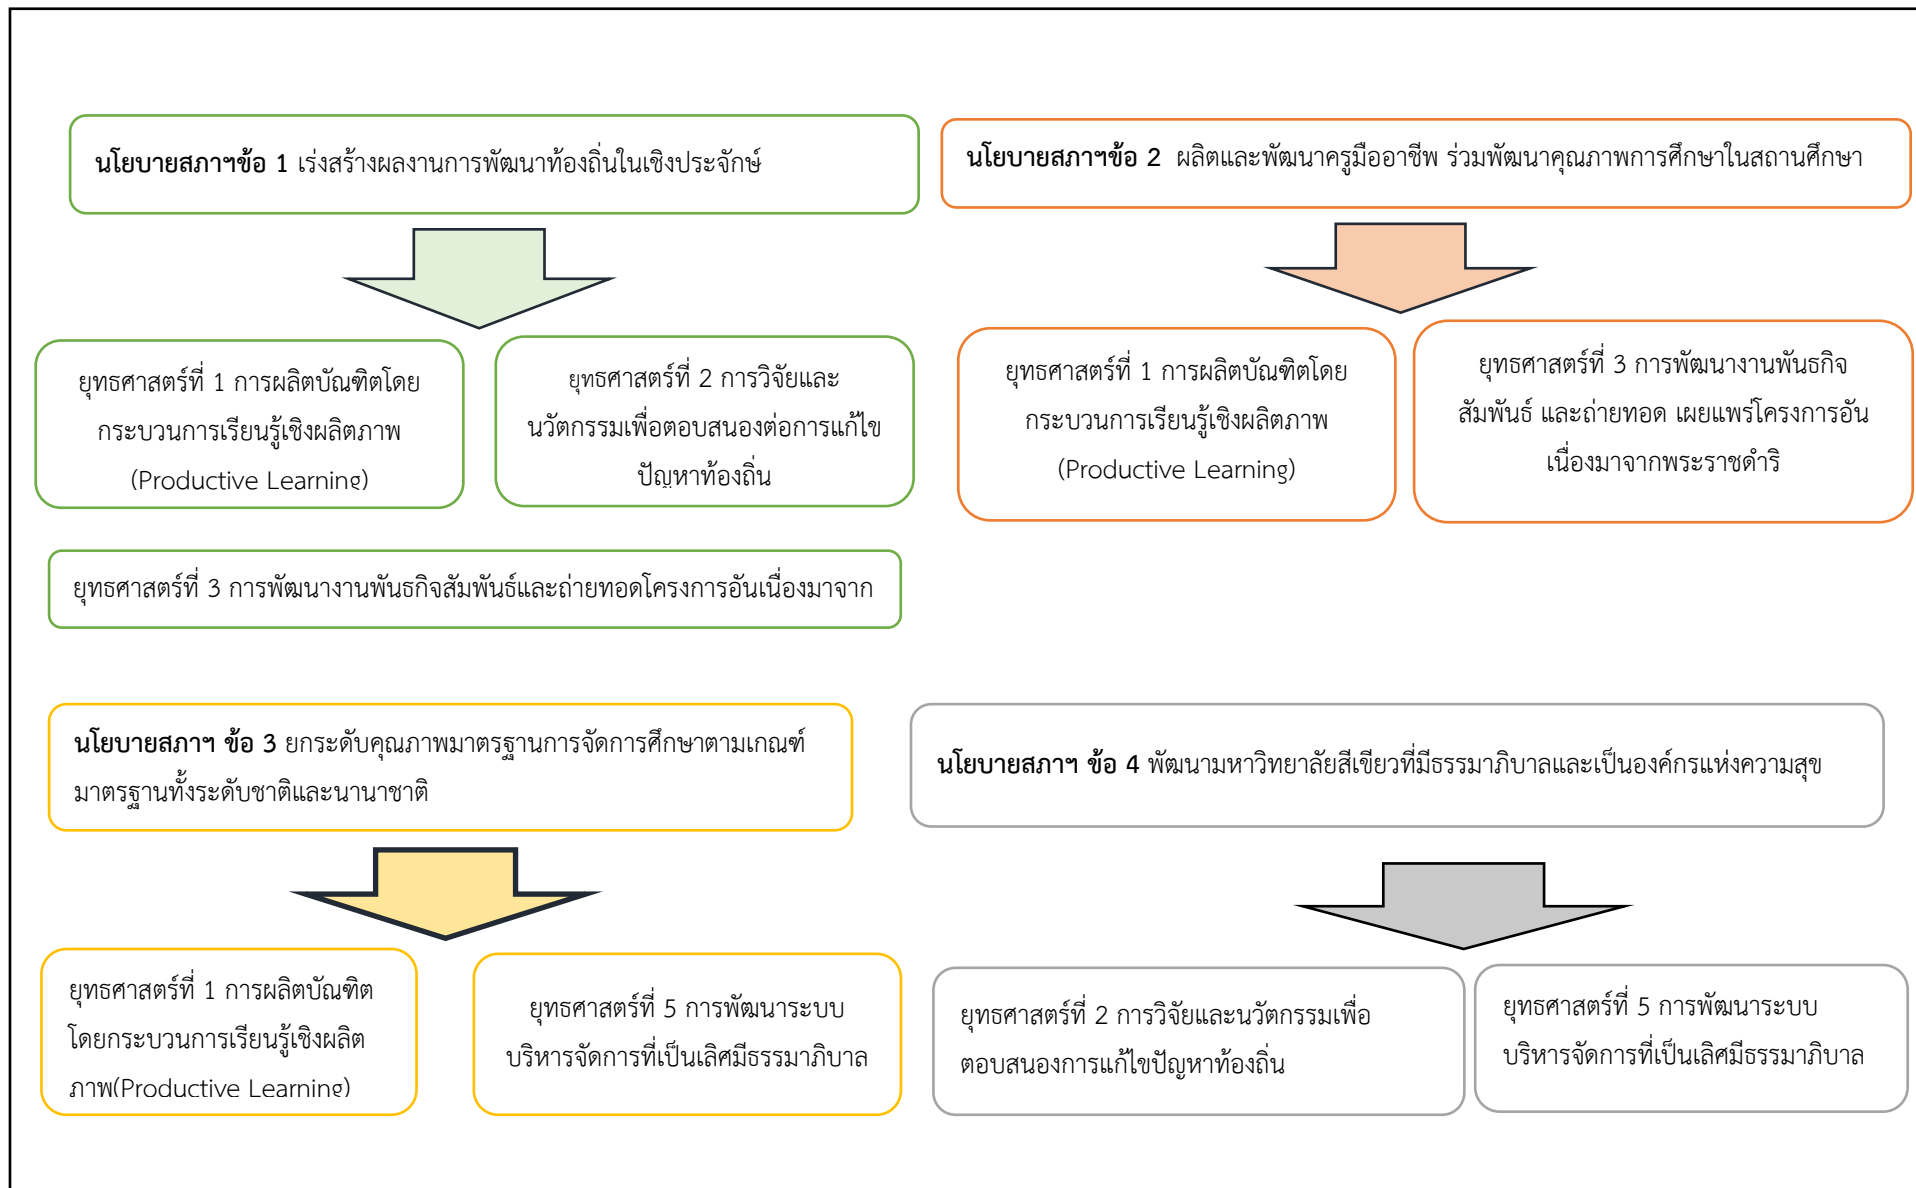 นโยบายสภาฯข้อ 1 เร่งสร้างผลงานการพัฒนาท้องถิ่นในเชิงประจักษ์
ยุทธศาสตร์ที่ 1 การผลิตบัณฑิตโดย
กระบวนการเรียนรู้เชิงผลิตภาพ
(Productive Learning)
ยุทธศาสตร์ที่ 2 การวิจัยและ
นวัตกรรมเพื่อตอบสนองต่อการแก้ไข
ปัญหาท้องถิ่น
ยุทธศาสตร์ที่ 3 การพัฒนางานพันธกิจสัมพันธ์และถ่ายทอดโครงการอันเนื่องมาจาก
นโยบายสภาฯข้อ 2 ผลิตและพัฒนาครูมืออาชีพ ร่วมพัฒนาคุณภาพการศึกษาในสถานศึกษา
ยุทธศาสตร์ที่ 1 การผลิตบัณฑิตโดย
กระบวนการเรียนรู้เชิงผลิตภาพ
(Productive Learning)
ยุทธศาสตร์ที่ 3 การพัฒนางานพันธกิจ
สัมพันธ์ และถ่ายทอด เผยแพร่โครงการอัน
เนื่องมาจากพระราชดำริ
นโยบายสภาฯ ข้อ 3 ยกระดับคุณภาพมาตรฐานการจัดการศึกษาตามเกณฑ์
มาตรฐานทั้งระดับชาติและนานาชาติ
ยุทธศาสตร์ที่ 1 การผลิตบัณฑิต
โดยกระบวนการเรียนรู้เชิงผลิต
ภาพ(Productive Learning)
ยุทธศาสตร์ที่ 5 การพัฒนาระบบ
บริหารจัดการที่เป็นเลิศมีธรรมาภิบาล
นโยบายสภาฯ ข้อ 4 พัฒนามหาวิทยาลัยสีเขียวที่มีธรรมาภิบาลและเป็นองค์กรแห่งความสุข
ยุทธศาสตร์ที่ 2 การวิจัยและนวัตกรรมเพื่อ
ตอบสนองการแก้ไขปัญหาท้องถิ่น
ยุทธศาสตร์ที่ 5 การพัฒนาระบบ
บริหารจัดการที่เป็นเลิศมีธรรมาภิบาล